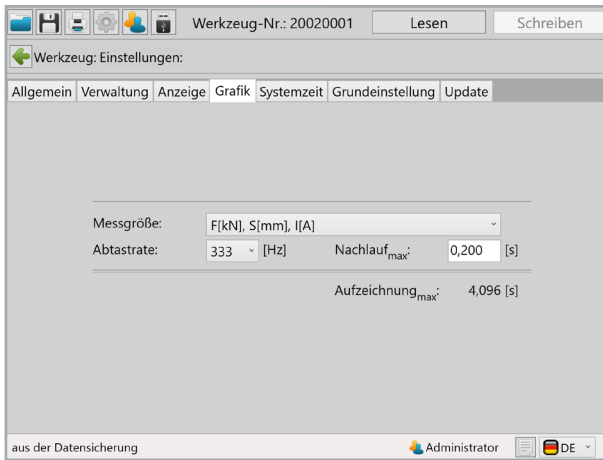 Werkzeug-Nr.: 20020001 Lesen Schreiben
Werkzeug: Einstellungen:
Allgemein Verwaltung Anzeige Grafik Systemzeit Grundeinstellung Update
Messgröße: F[kN], S[mm], I[A]
Abtastrate: 333 [Hz] Nachlaufmax: 0,200 [s]
Aufzeichnungmax: 4,096 [s]
aus der Datensicherung Administrator DE